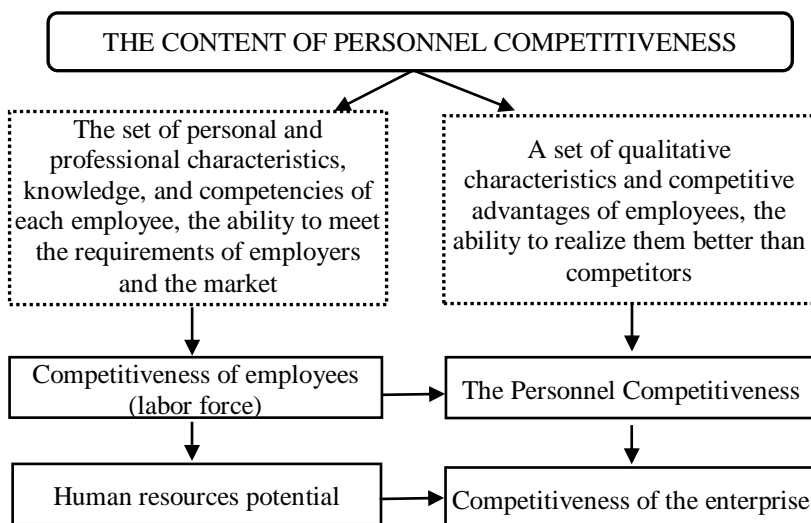 THE CONTENT OF PERSONNEL COMPETITIVENESS
The set of personal and
professional characteristics,
knowledge, and competencies of
each employee, the ability to meet
the requirements of employers
and the market
A set of qualitative
characteristics and competitive
advantages of employees, the
ability to realize them better than
competitors
Competitiveness of employees
(labor force)
The Personnel Competitiveness
Human resources potential
Competitiveness of the enterprise